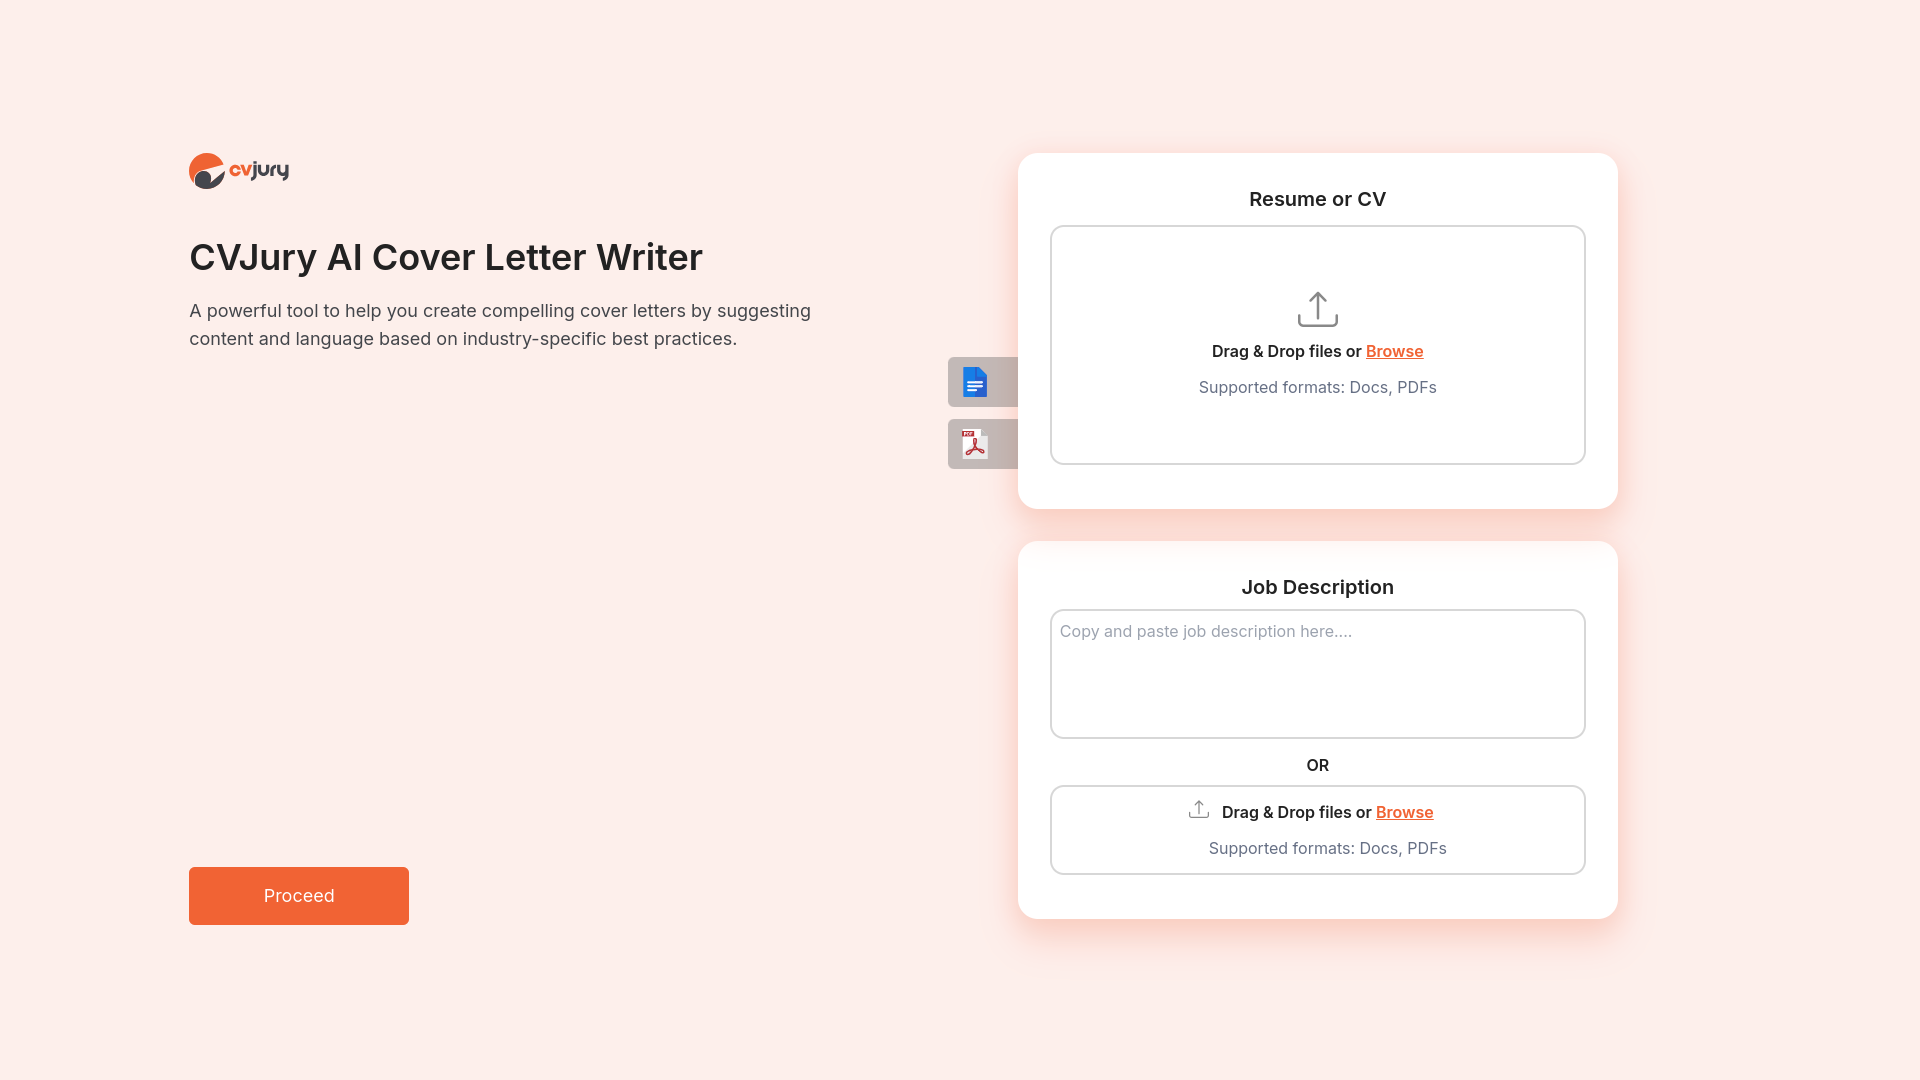 cvjury
CVJury AI Cover Letter Writer
A powerful tool to help you create compelling cover letters by suggesting
content and language based on industry-specific best practices.
Proceed
Resume or CV
Drag & Drop files or Browse
Supported formats: Docs, PDFs
PDF
Job Description
Copy and paste job description here....
OR
Drag & Drop files or Browse
Supported formats: Docs, PDFs